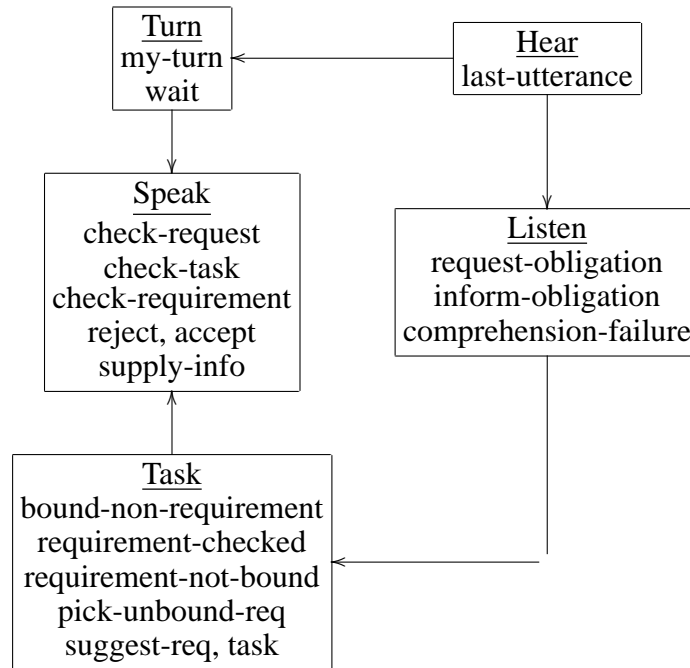 Turn
my-turn
wait
Hear
last-utterance
Speak
check-request
check-task
check-requirement
reject, accept
supply-info
Listen
request-obligation
inform-obligation
comprehension-failure
Task
bound-non-requirement
requirement-checked
requirement-not-bound
pick-unbound-req
suggest-req, task